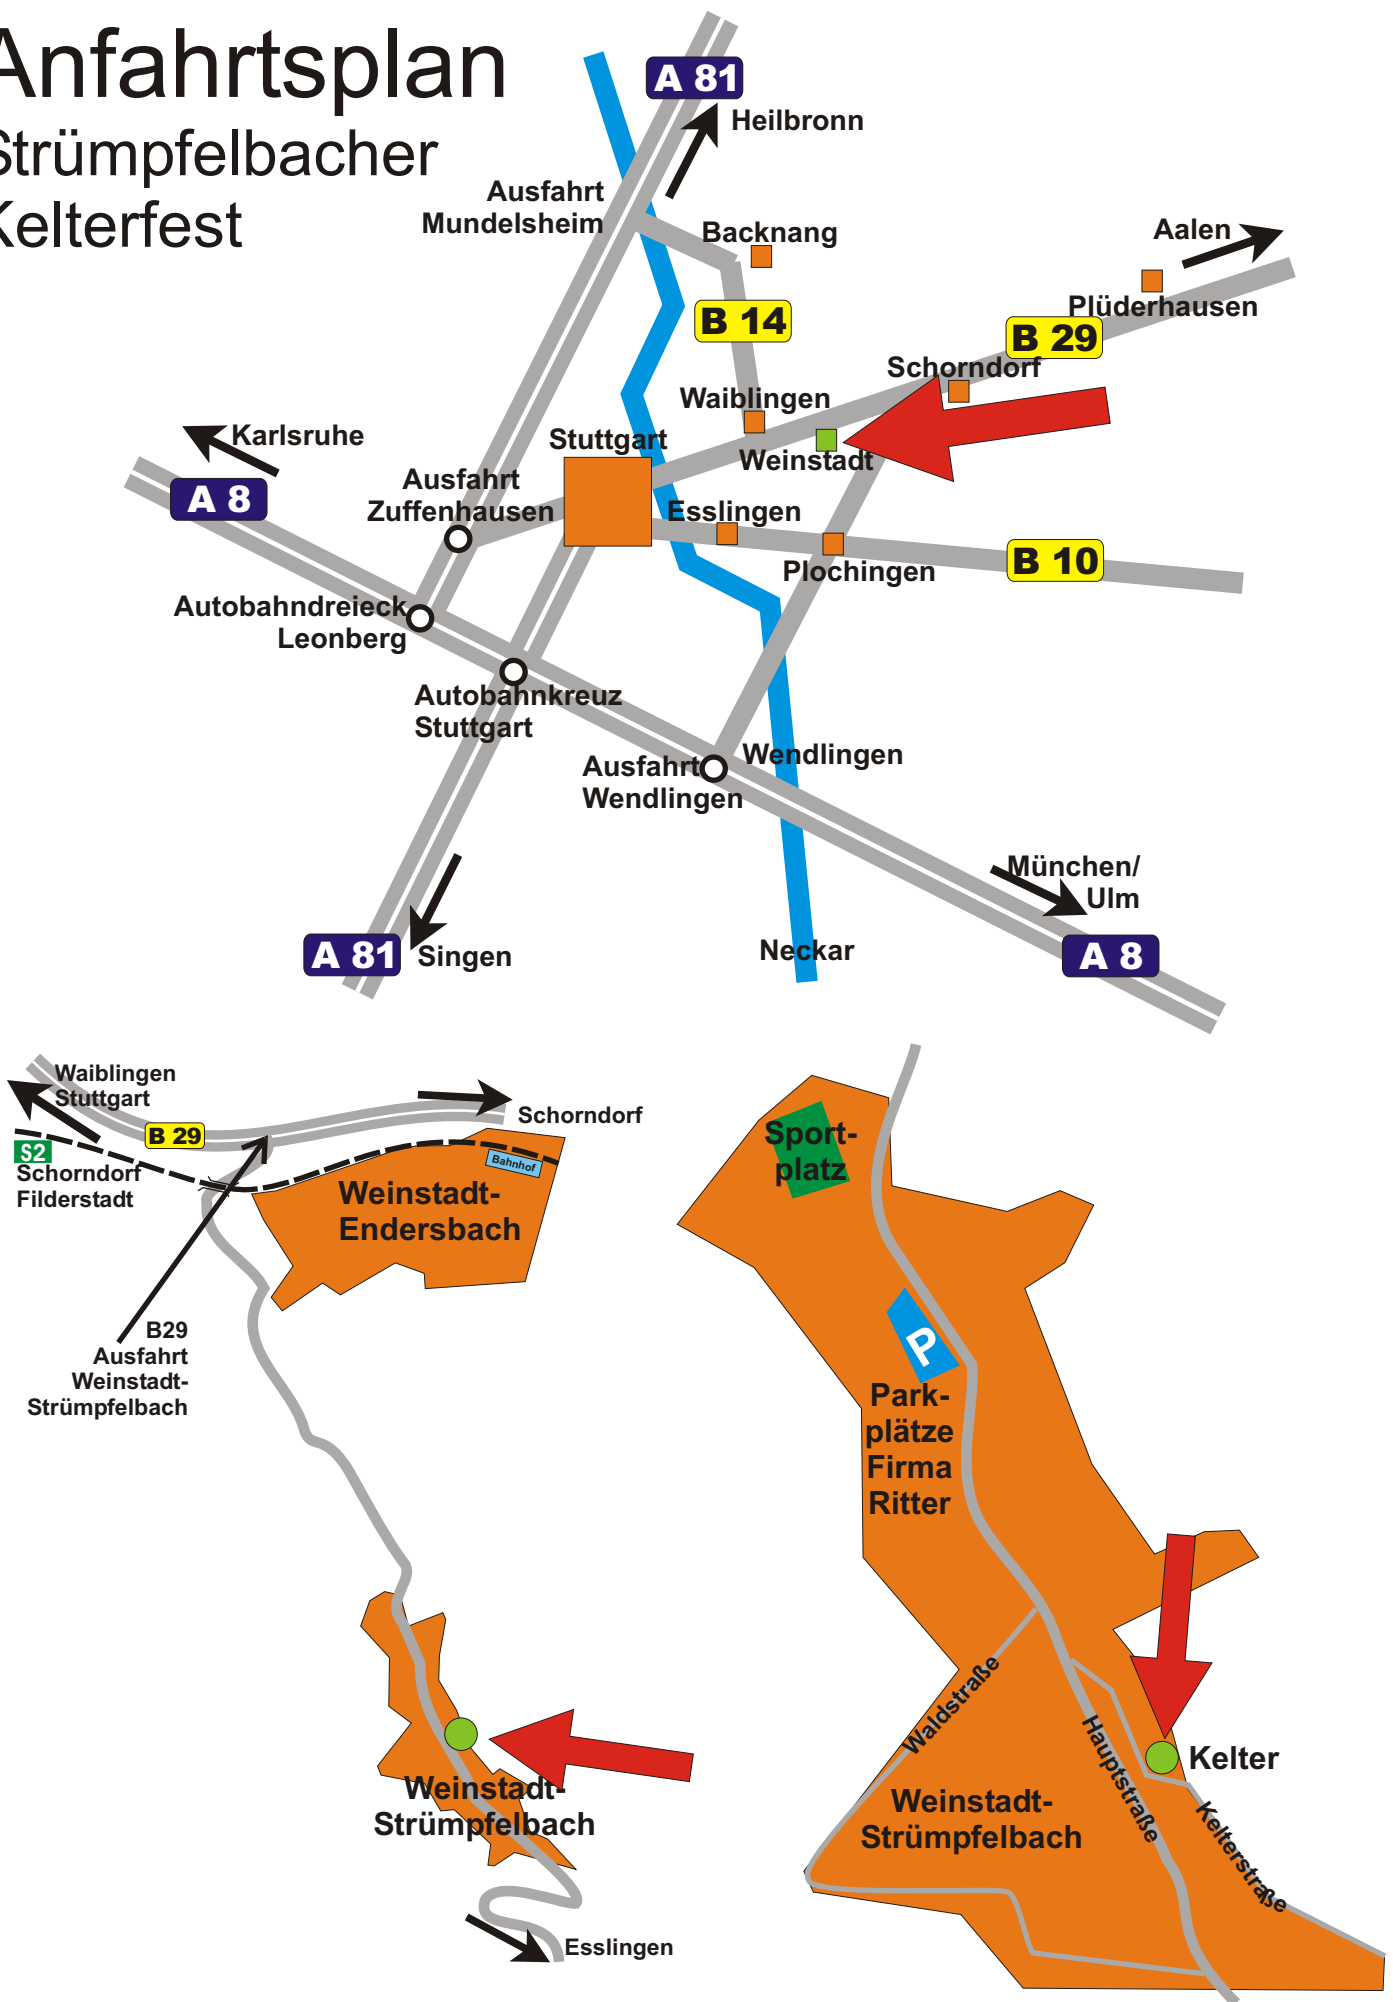 Anfahrtsplan
Strümpfelbacher
Kelterfest
A 81
Heilbronn
Ausfahrt
Mundelsheim
Backnang
Aalen
Plüderhausen
B 14
B 29
Schorndorf
Waiblingen
Karlsruhe
Stuttgart
Weinstadt
A 8
Ausfahrt
Zuffenhausen
Esslingen
B 10
Plochingen
Autobahndreieck
Leonberg
Autobahnkreuz
Stuttgart
Wendlingen
Ausfahrt
Wendlingen
München/
Ulm
A 81
Singen
Neckar
A 8
Waiblingen
Stuttgart
Schorndorf
B 29
S2
Schorndorf
Filderstadt
Bahnhof
Weinstadt-
Endersbach
B29
Ausfahrt
Weinstadt-
Strümpfelbach
Weinstadt-
Strümpfelbach
Esslingen
Sport-
platz
P
Park-
plätze
Firma
Ritter
Waldstraße
Hauptstraße
Kelter
Weinstadt-
Strümpfelbach
Kelterstraße